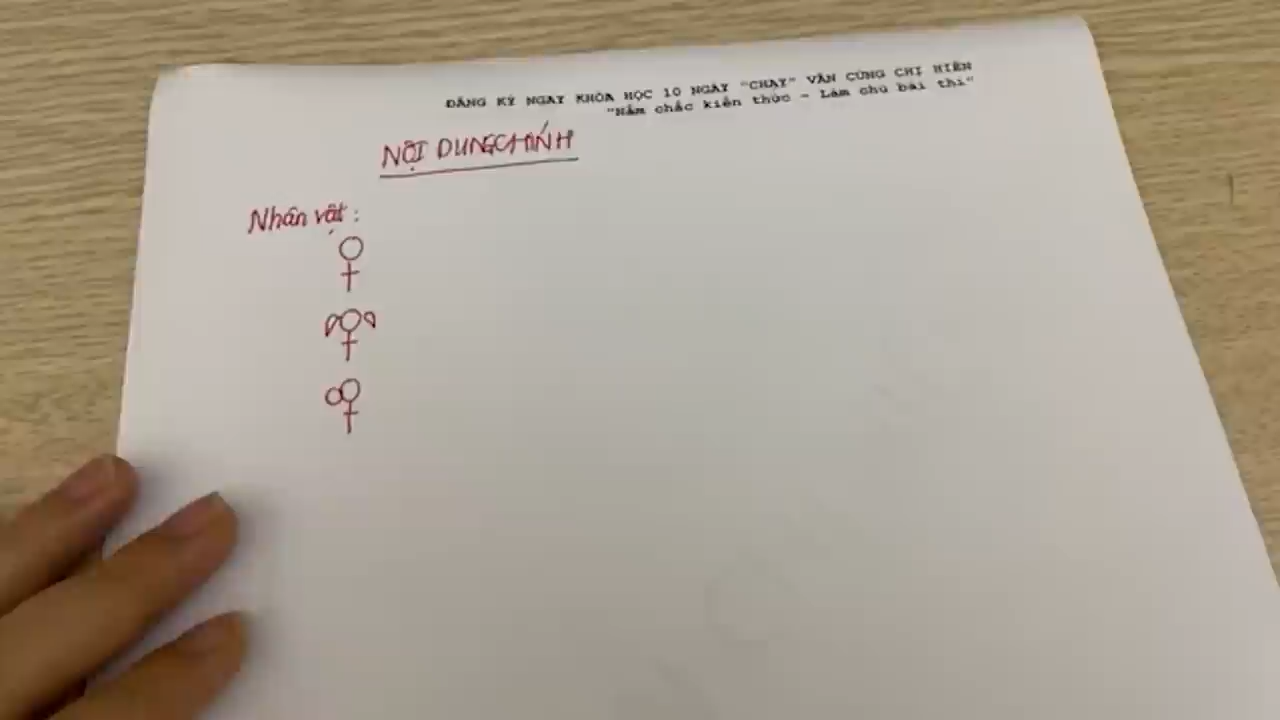 ĐĂNG KÝ NGAY KHÓA HỌC 10 NGÀY "CHẠY" VĂN CÙNG CHỊ HIÊN
"Nắm chắc kiến thức - Làm chủ bài thi"
NỘI DUNG CHÍNH
Nhân vật :